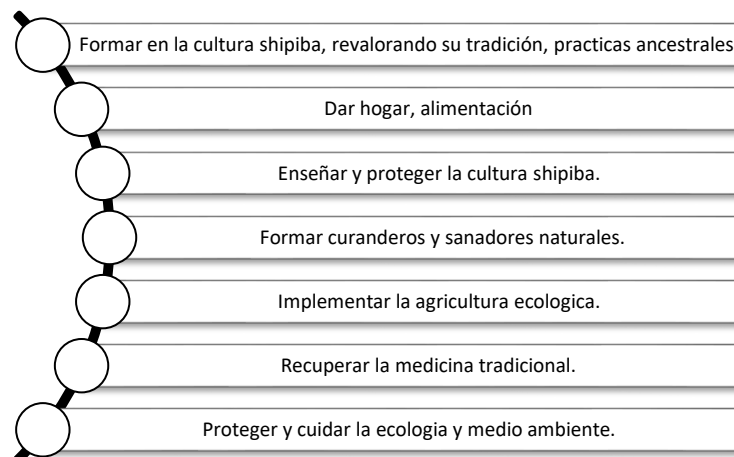 Formar en la cultura shipiba, revalorando su tradición, practicas ancestrales
Dar hogar, alimentación
Enseñar y proteger la cultura shipiba.
Formar curanderos y sanadores naturales.
Implementar la agricultura ecologica.
Recuperar la medicina tradicional.
Proteger y cuidar la ecologia y medio ambiente.